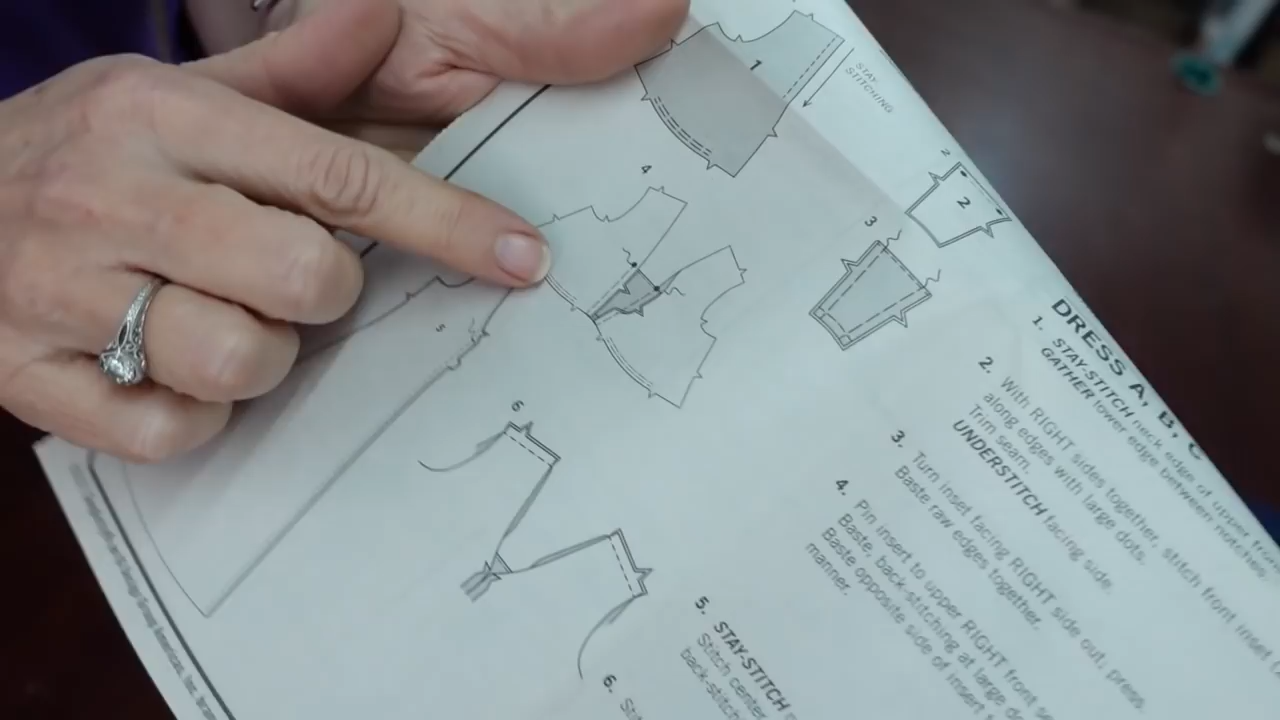 1
STAY-
STITCHING
2
2
3
4
5
6
DRESS A, B, C
1. STAY-STITCH neck edge of upper front
GATHER lower edge between notches.
2. With RIGHT sides together, stitch front inset
along edges with large dots.
Trim seam.
UNDERSTITCH facing side.
3. Turn inset facing RIGHT side out, press.
Baste raw edges together.
4. Pin insert to upper RIGHT front
Baste, back-stitching at large
Baste opposite side of insert
manner.
5. STAY-STITCH
Stitch center
back-stitch
6.